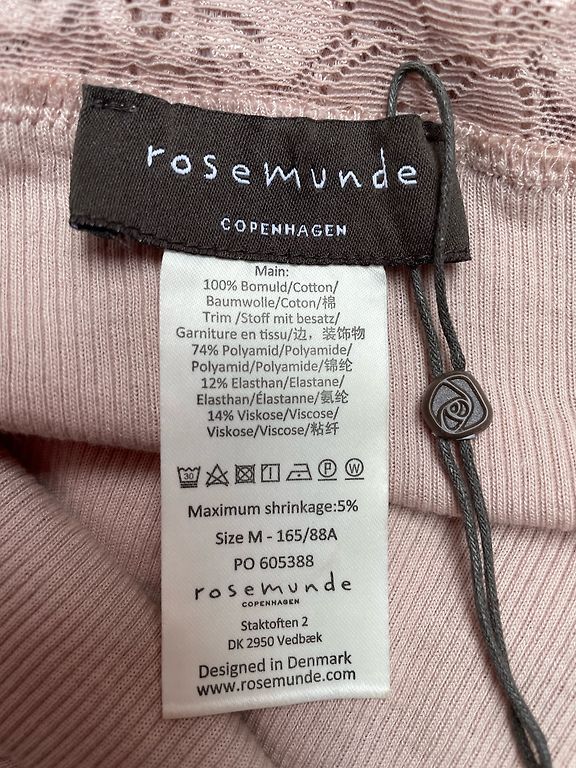 rosemunde
COPENHAGEN
Main:
100% Bomuld/Cotton/
Baumwolle/Coton/棉
Trim /Stoff mit besatz/
Garniture en tissu/边，装饰物
74% Polyamid/Polyamide/
Polyamid/Polyamide/锦纶
12% Elasthan/Elastane/
Elasthan/Élastanne/氨纶
14% Viskose/Viscose/
Viskose/Viscose/粘纤
30 P W
Maximum shrinkage:5%
Size M - 165/88A
PO 605388
rosemunde
COPENHAGEN
Staktoften 2
DK 2950 Vedbæk
Designed in Denmark
www.rosemunde.com